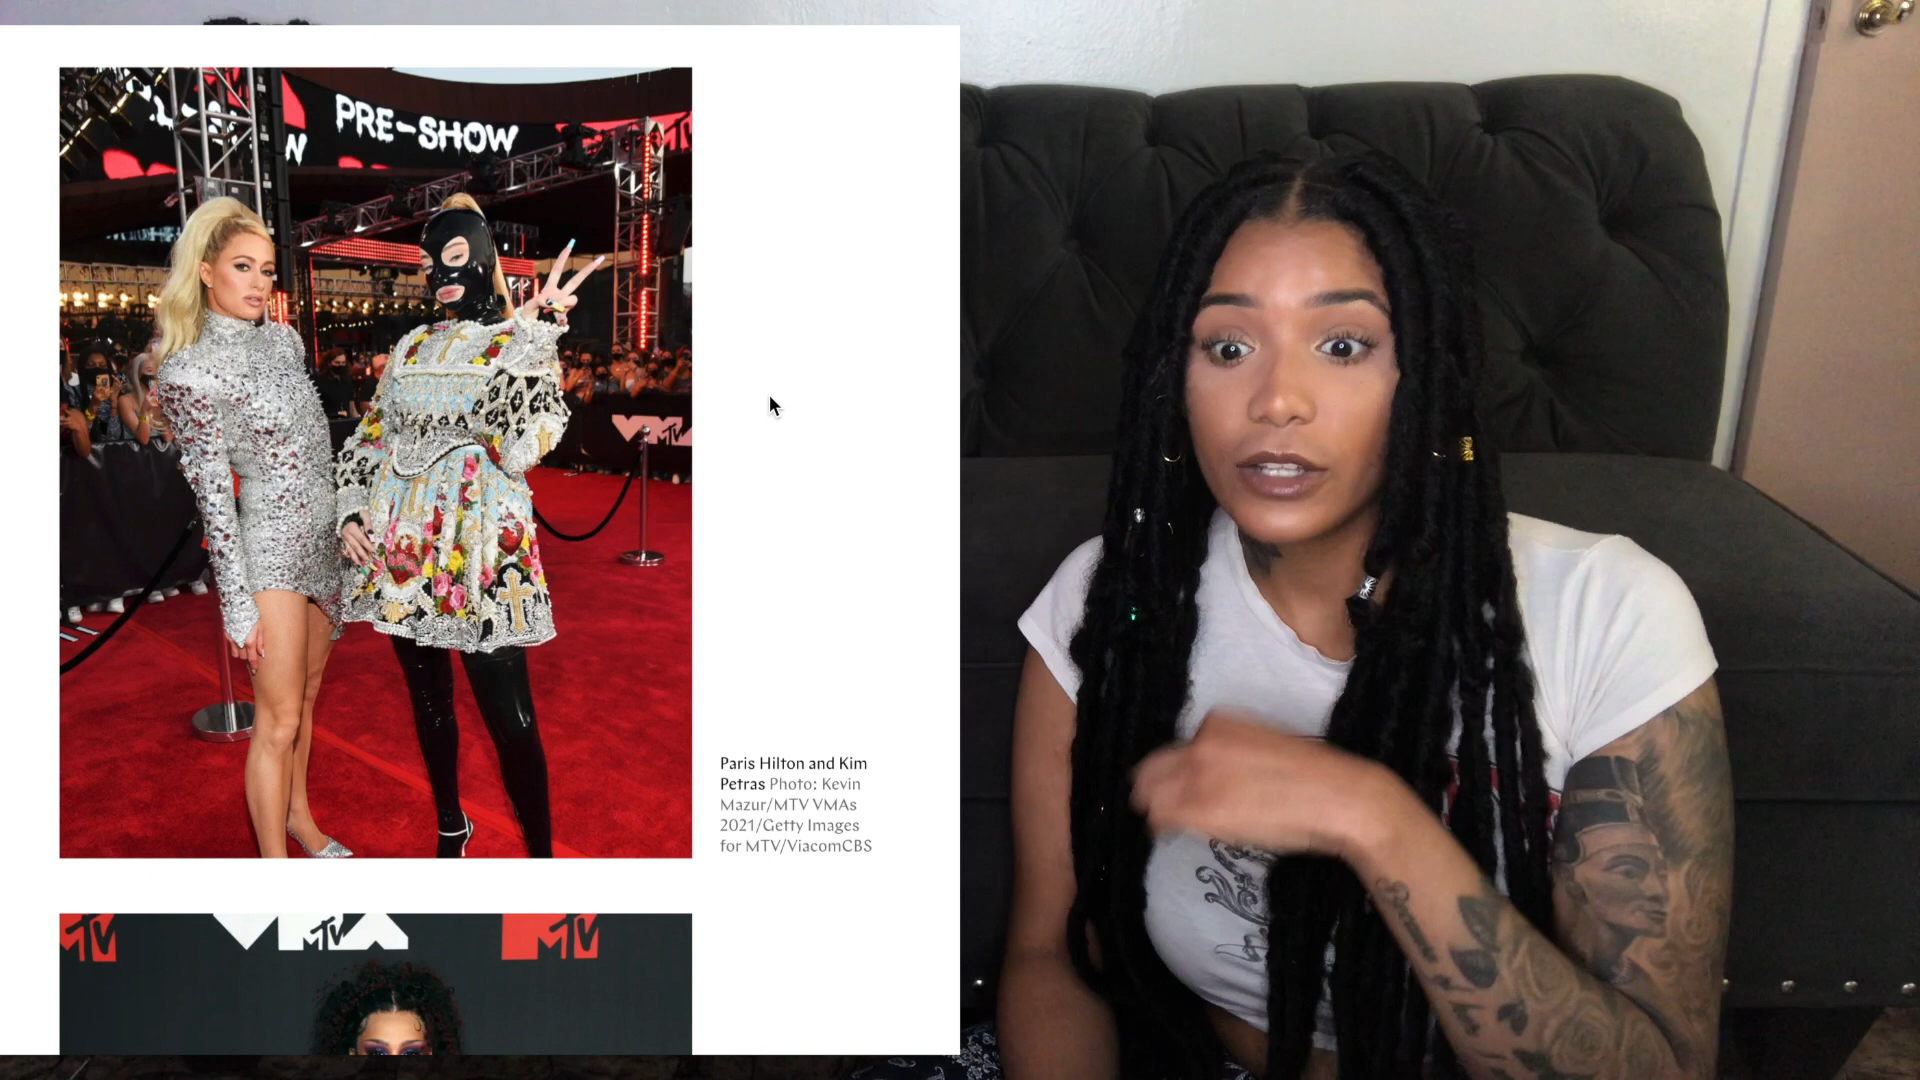 PRE-SHOW
W
VMA
MTV
Paris Hilton and Kim
Petras Photo: Kevin
Mazur/MTV VMAs
2021/Getty Images
for MTV/ViacomCBS
MTV
MTV
MTV